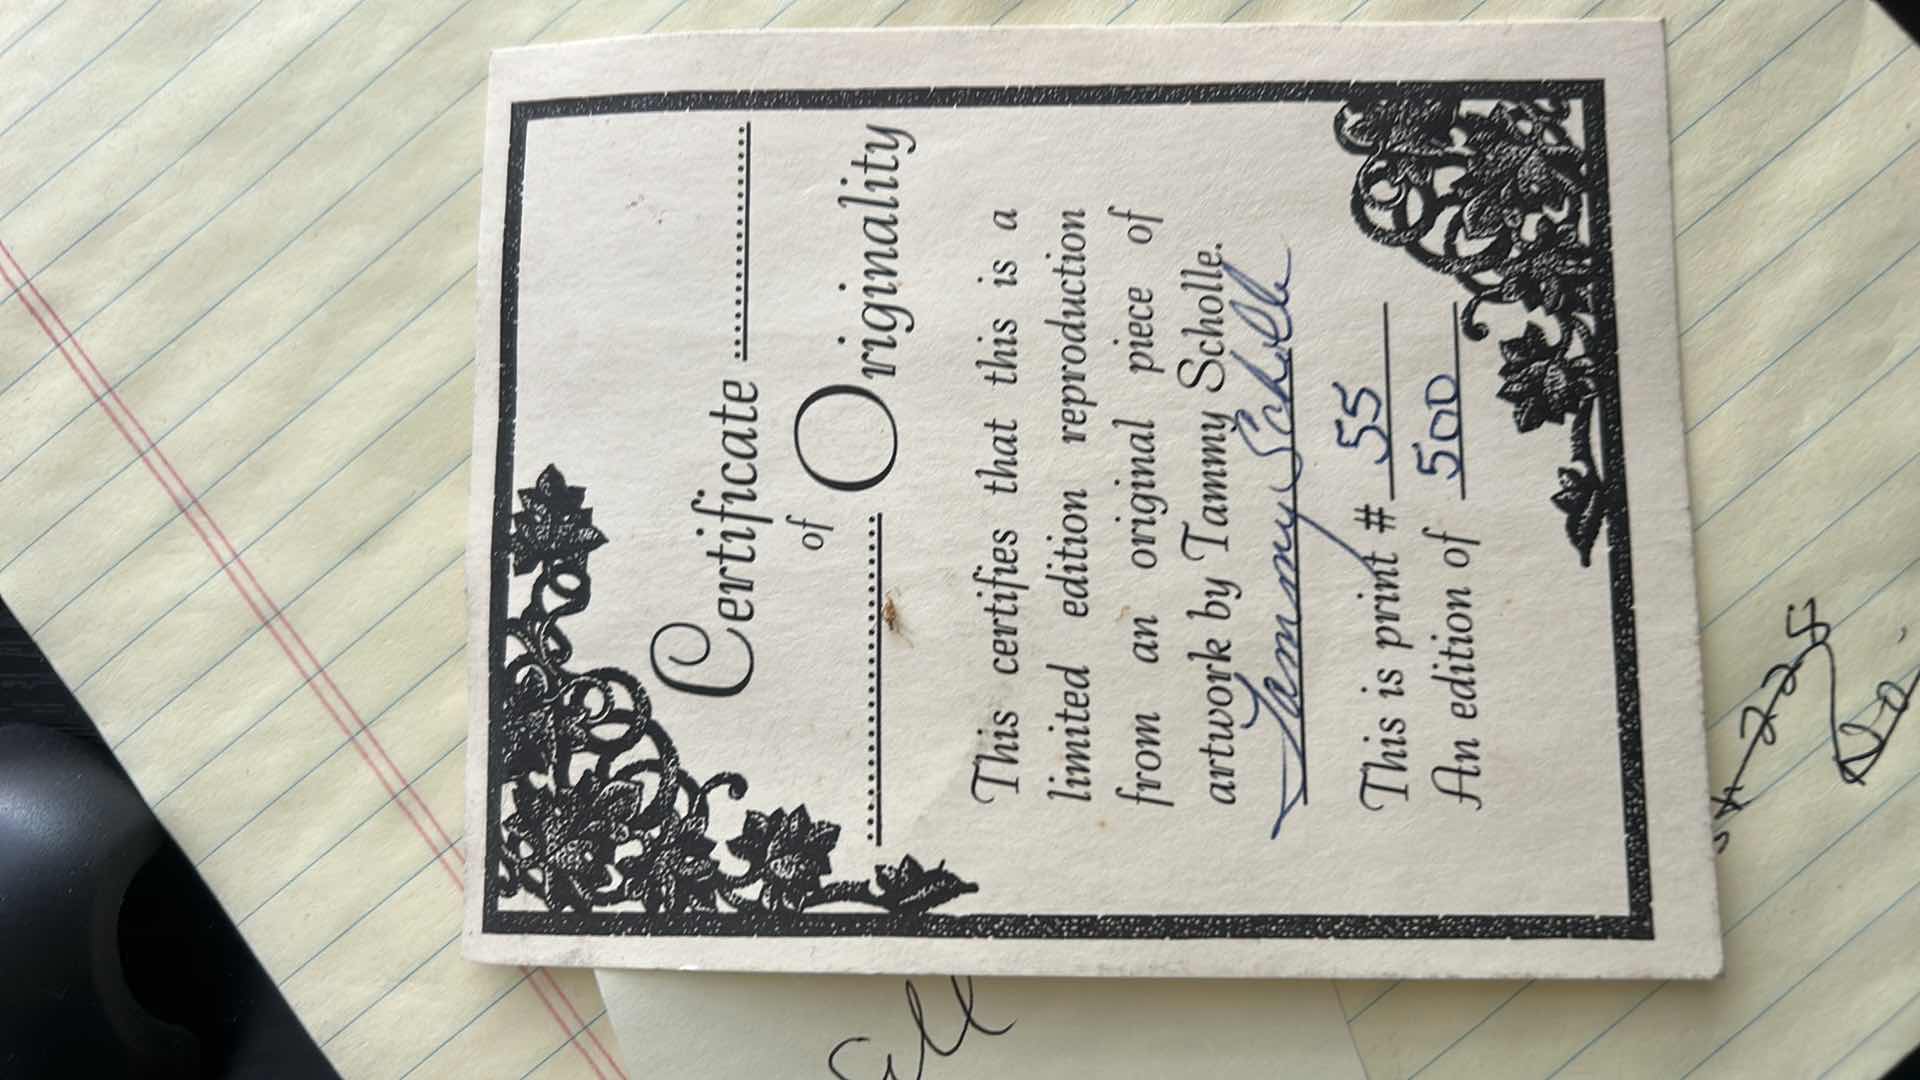 Certificate
of
Originality
This certifies that this is a
limited edition reproduction
from an original piece of
artwork by Tammy Scholle.
Tammy Scholle
This is print # 55
An edition of 500
No.